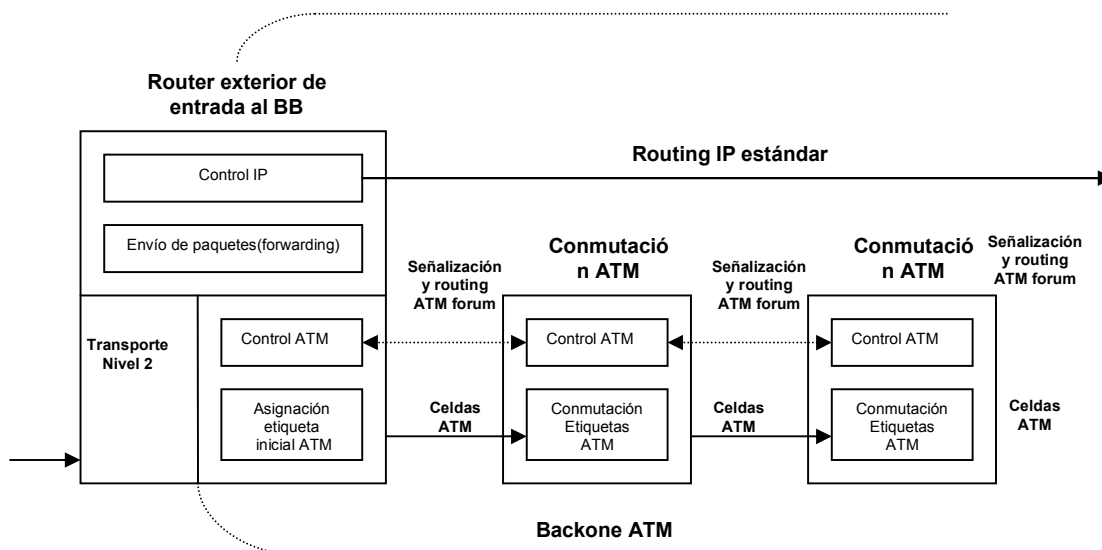 Router exterior de
entrada al BB
Routing IP estándar
Control IP
Envío de paquetes(forwarding)
Conmutació
n ATM
Conmutació
n ATM
Señalización
y routing
ATM forum
Señalización
y routing
ATM forum
Señalización
y routing
ATM forum
Transporte
Nivel 2
Control ATM
Control ATM
Control ATM
Asignación
etiqueta
inicial ATM
Celdas
ATM
Conmutación
Etiquetas
ATM
Celdas
ATM
Conmutación
Etiquetas
ATM
Celdas
ATM
Backone ATM